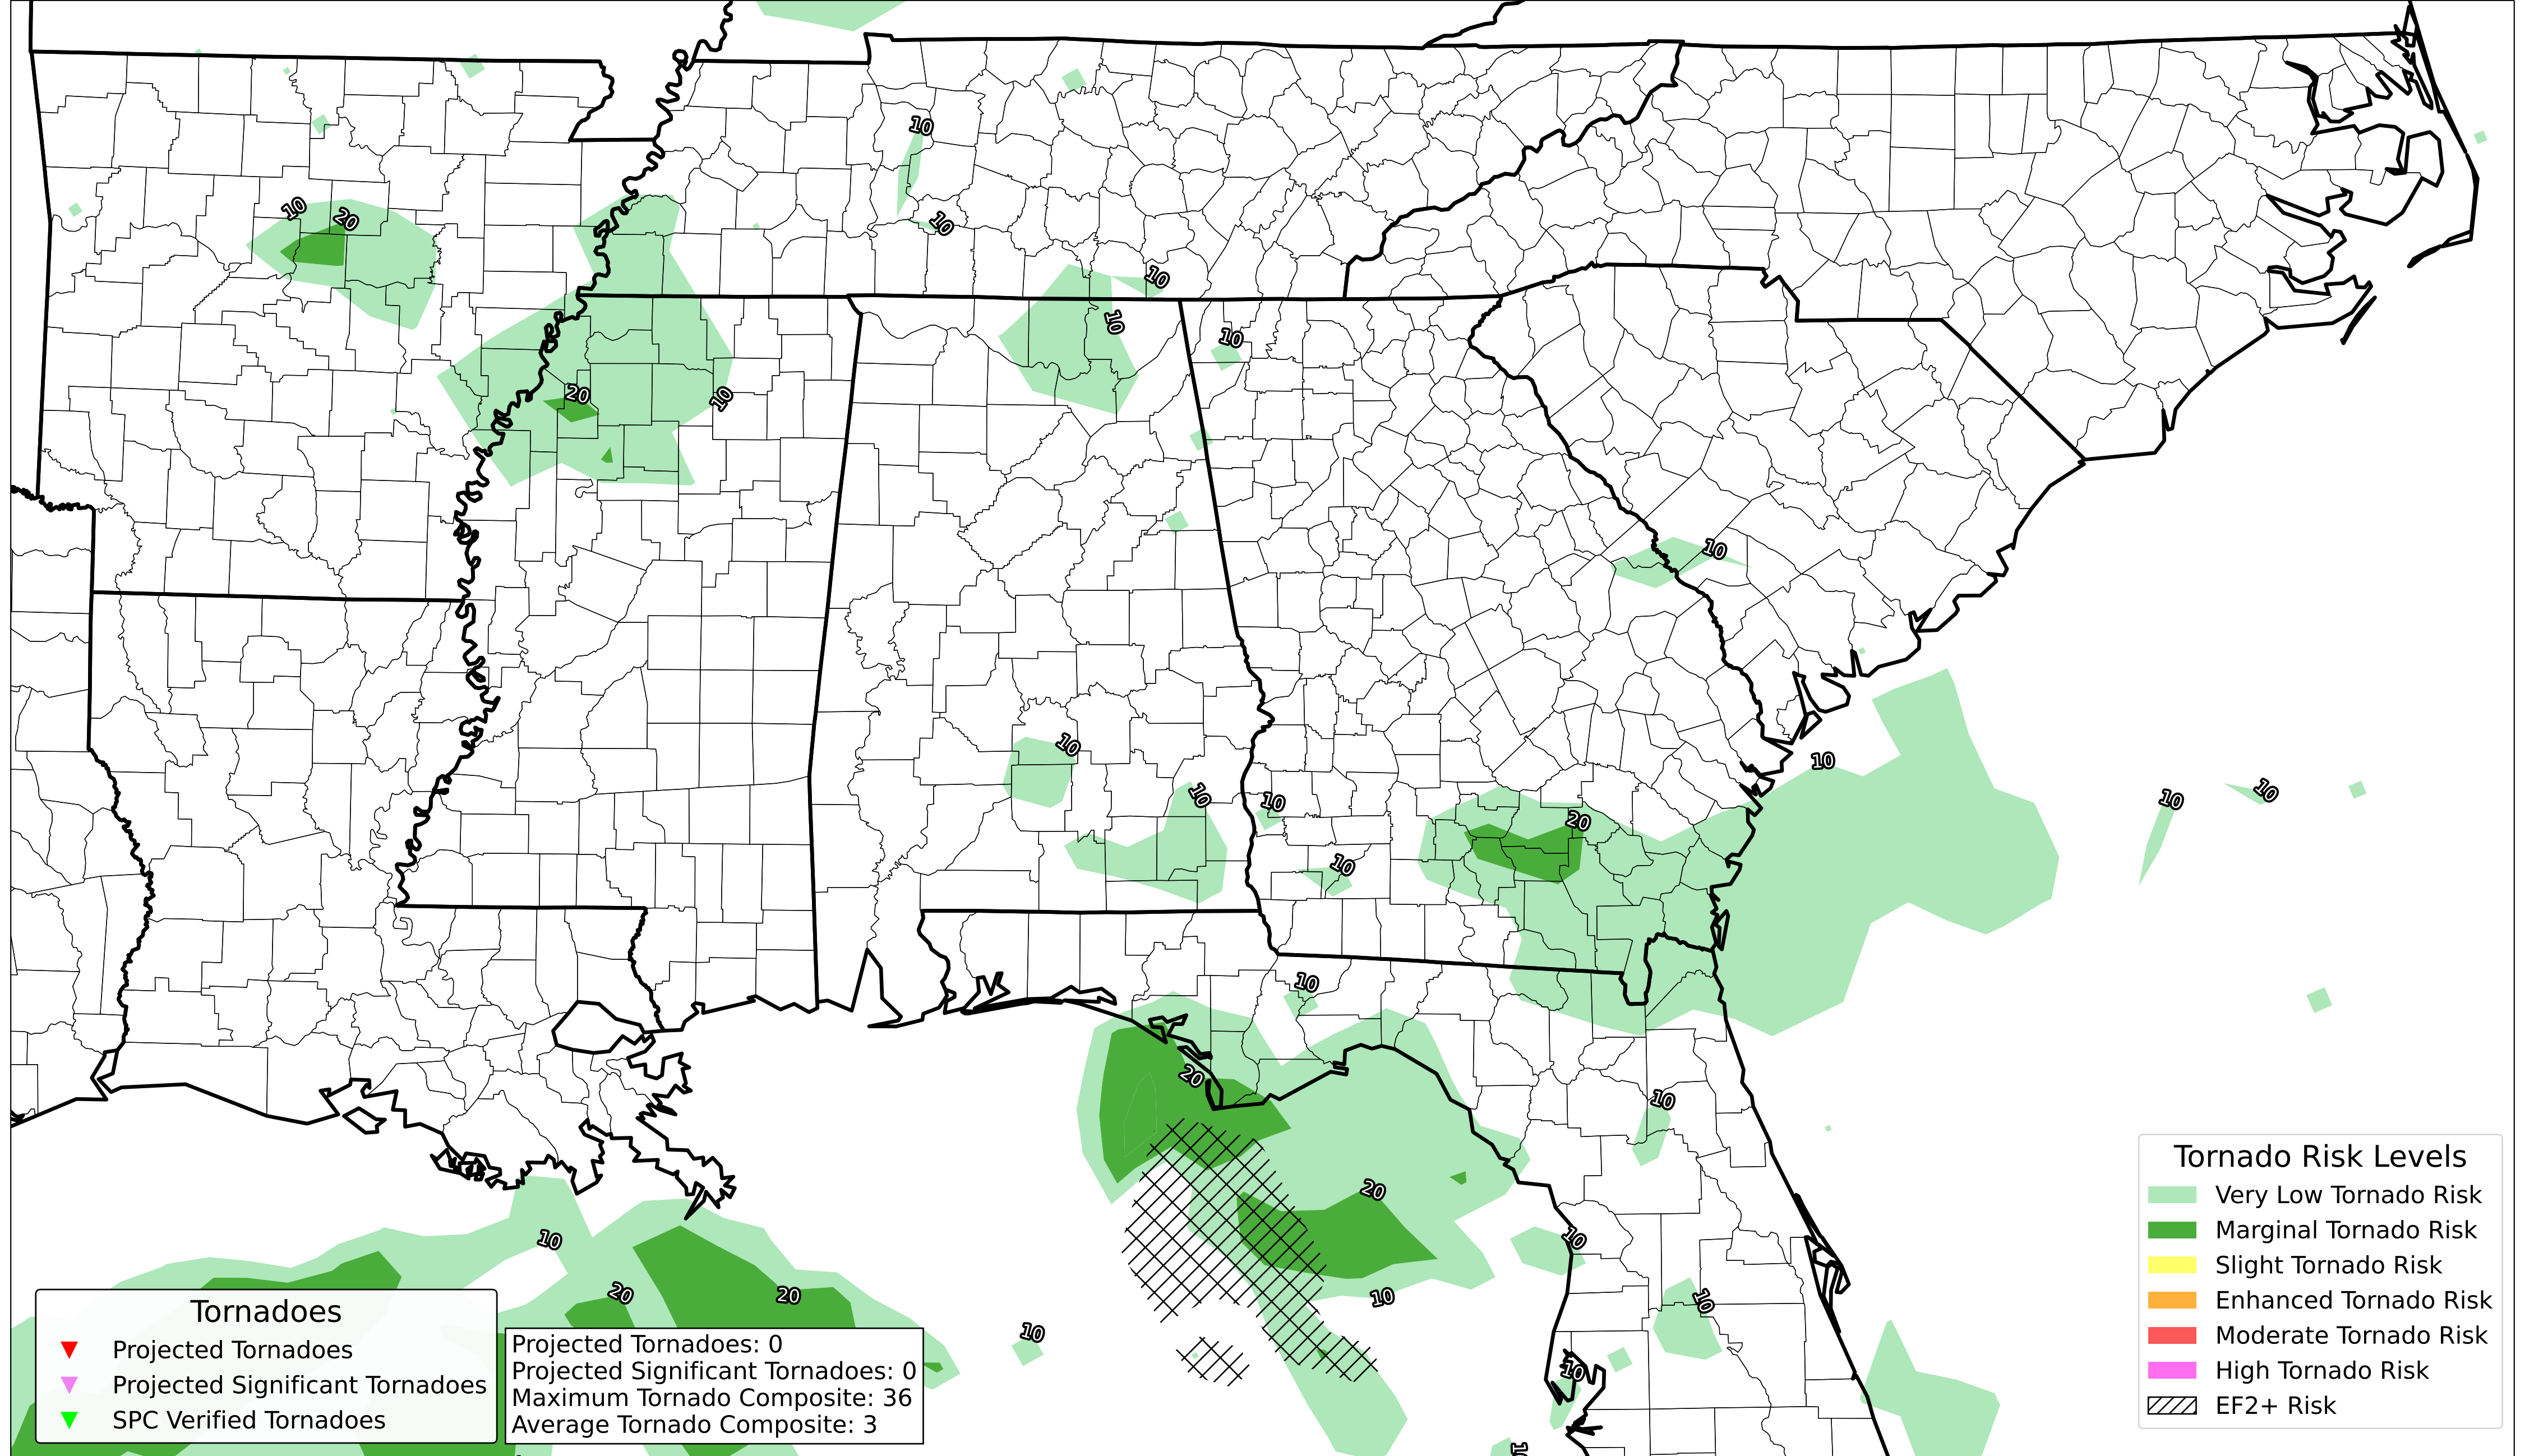 10
10
20
10
10
10
10
10
20
10
10
10
10
10
10
20
10
10
10
10
10
20
10
20
10
20
20
10
10
10
10
10
Tornadoes
Projected Tornadoes
Projected Significant Tornadoes
SPC Verified Tornadoes
Projected Tornadoes: 0
Projected Significant Tornadoes: 0
Maximum Tornado Composite: 36
Average Tornado Composite: 3
Tornado Risk Levels
Very Low Tornado Risk
Marginal Tornado Risk
Slight Tornado Risk
Enhanced Tornado Risk
Moderate Tornado Risk
High Tornado Risk
EF2+ Risk